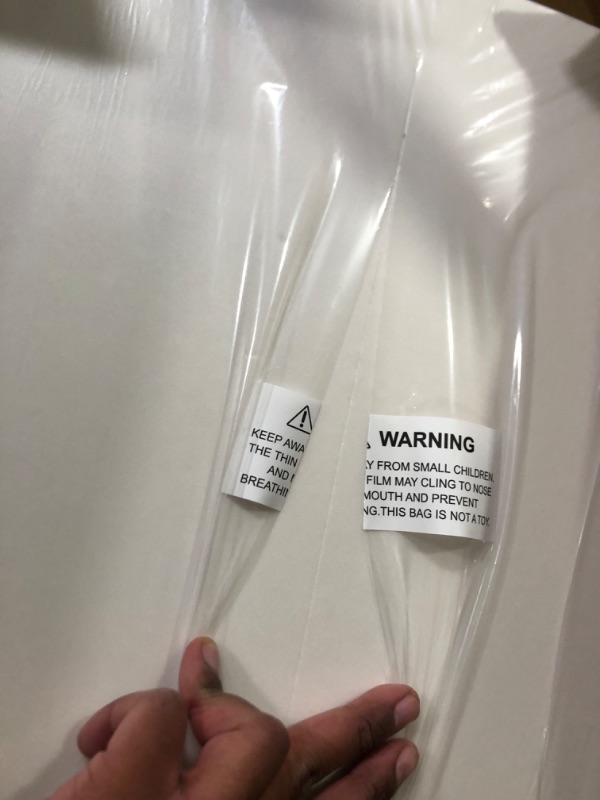 WARNING
KEEP AWA Y FROM SMALL CHILDREN.
THE THIN FILM MAY CLING TO NOSE
AND MOUTH AND PREVENT
BREATHI NG.THIS BAG IS NOT A TOY.